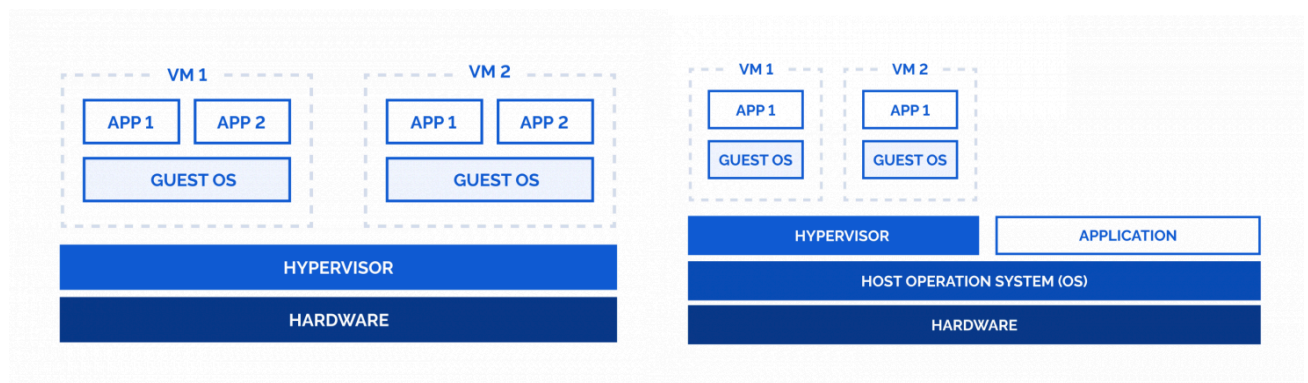 VM 1
APP 1
APP 2
GUEST OS
VM 2
APP 1
APP 2
GUEST OS
HYPERVISOR
HARDWARE
VM 1
APP 1
GUEST OS
VM 2
APP 1
GUEST OS
HYPERVISOR
APPLICATION
HOST OPERATION SYSTEM (OS)
HARDWARE